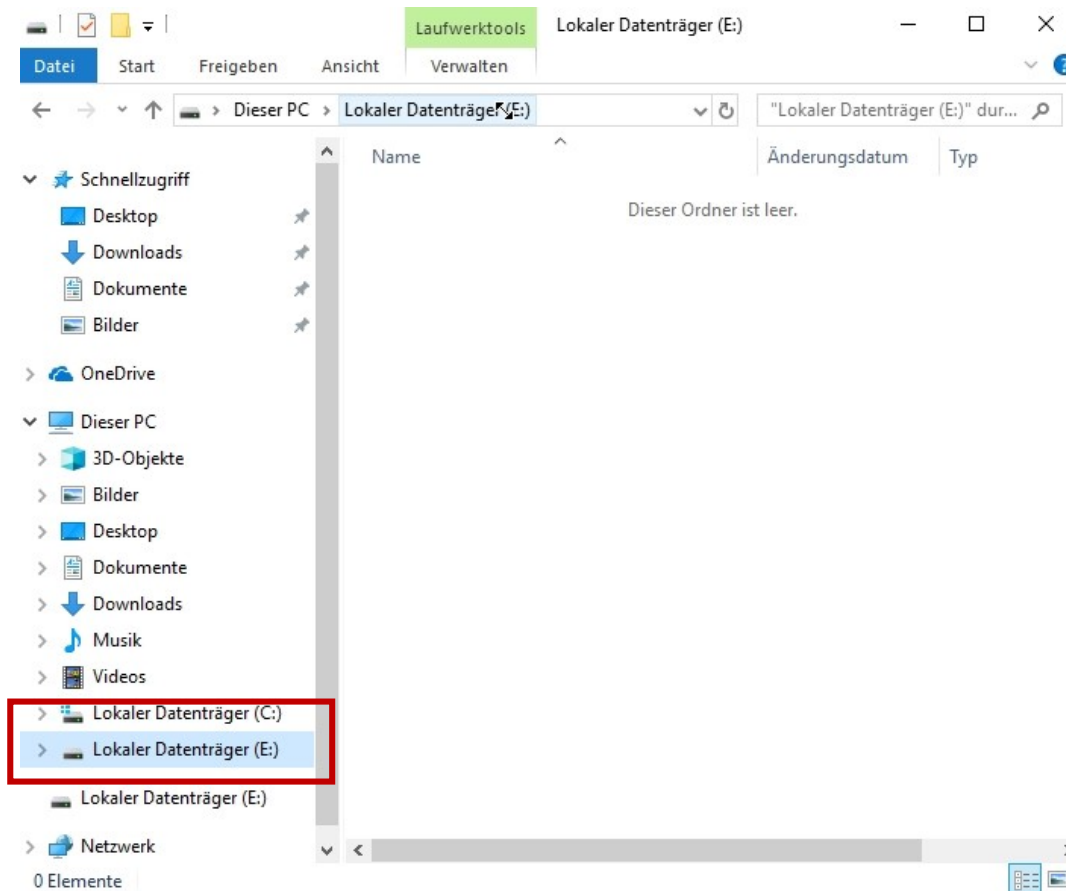 Laufwerktools Lokaler Datenträger (E:)
Datei Start Freigeben Ansicht Verwalten
Dieser PC Lokaler Datenträger (E:) "Lokaler Datenträger (E:)" dur...
Name Änderungsdatum Typ
Dieser Ordner ist leer.
Schnellzugriff
Desktop
Downloads
Dokumente
Bilder
OneDrive
Dieser PC
3D-Objekte
Bilder
Desktop
Dokumente
Downloads
Musik
Videos
Lokaler Datenträger (C:)
Lokaler Datenträger (E:)
Lokaler Datenträger (E:)
Netzwerk
0 Elemente